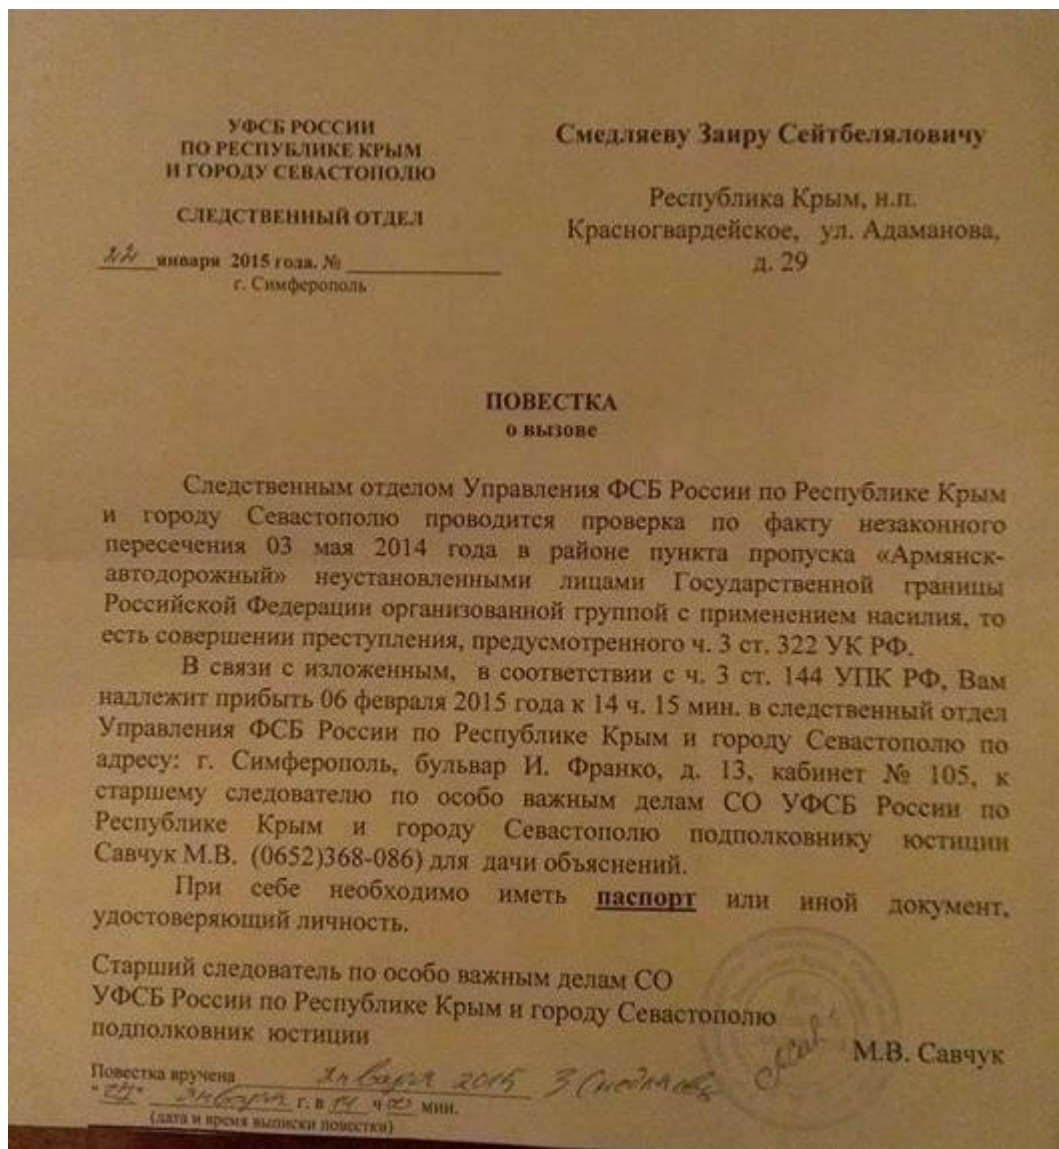 УФСБ РОССИИ
ПО РЕСПУБЛИКЕ КРЫМ
И ГОРОДУ СЕВАСТОПОЛЮ
СЛЕДСТВЕННЫЙ ОТДЕЛ
22 января 2015 года. №
г. Симферополь
Смедляеву Заиру Сейтбеляловичу
Республика Крым, н.п.
Красногвардейское, ул. Адаманова,
д. 29
ПОВЕСТКА
о вызове
Следственным отделом Управления ФСБ России по Республике Крым
и городу Севастополю проводится проверка по факту незаконного
пересечения 03 мая 2014 года в районе пункта пропуска «Армянск-
автодорожный» неустановленными лицами Государственной границы
Российской Федерации организованной группой с применением насилия, то
есть совершении преступления, предусмотренного ч. 3 ст. 322 УК РФ.
В связи с изложенным, в соответствии с ч. 3 ст. 144 УПК РФ, Вам
надлежит прибыть 06 февраля 2015 года к 14 ч. 15 мин. в следственный отдел
Управления ФСБ России по Республике Крым и городу Севастополю по
адресу: г. Симферополь, бульвар И. Франко, д. 13, кабинет № 105, к
старшему следователю по особо важным делам СО УФСБ России по
Республике Крым и городу Севастополю подполковнику юстиции
Савчук М.В. (0652)368-086) для дачи объяснений.
При себе необходимо иметь паспорт или иной документ,
удостоверяющий личность.
Старший следователь по особо важным делам СО
УФСБ России по Республике Крым и городу Севастополю
подполковник юстиции
М.В. Савчук
Повестка вручена января 2015 З Смедляев
" " января г. в 14 ч 00 мин.
(дата и время выписки повестки)